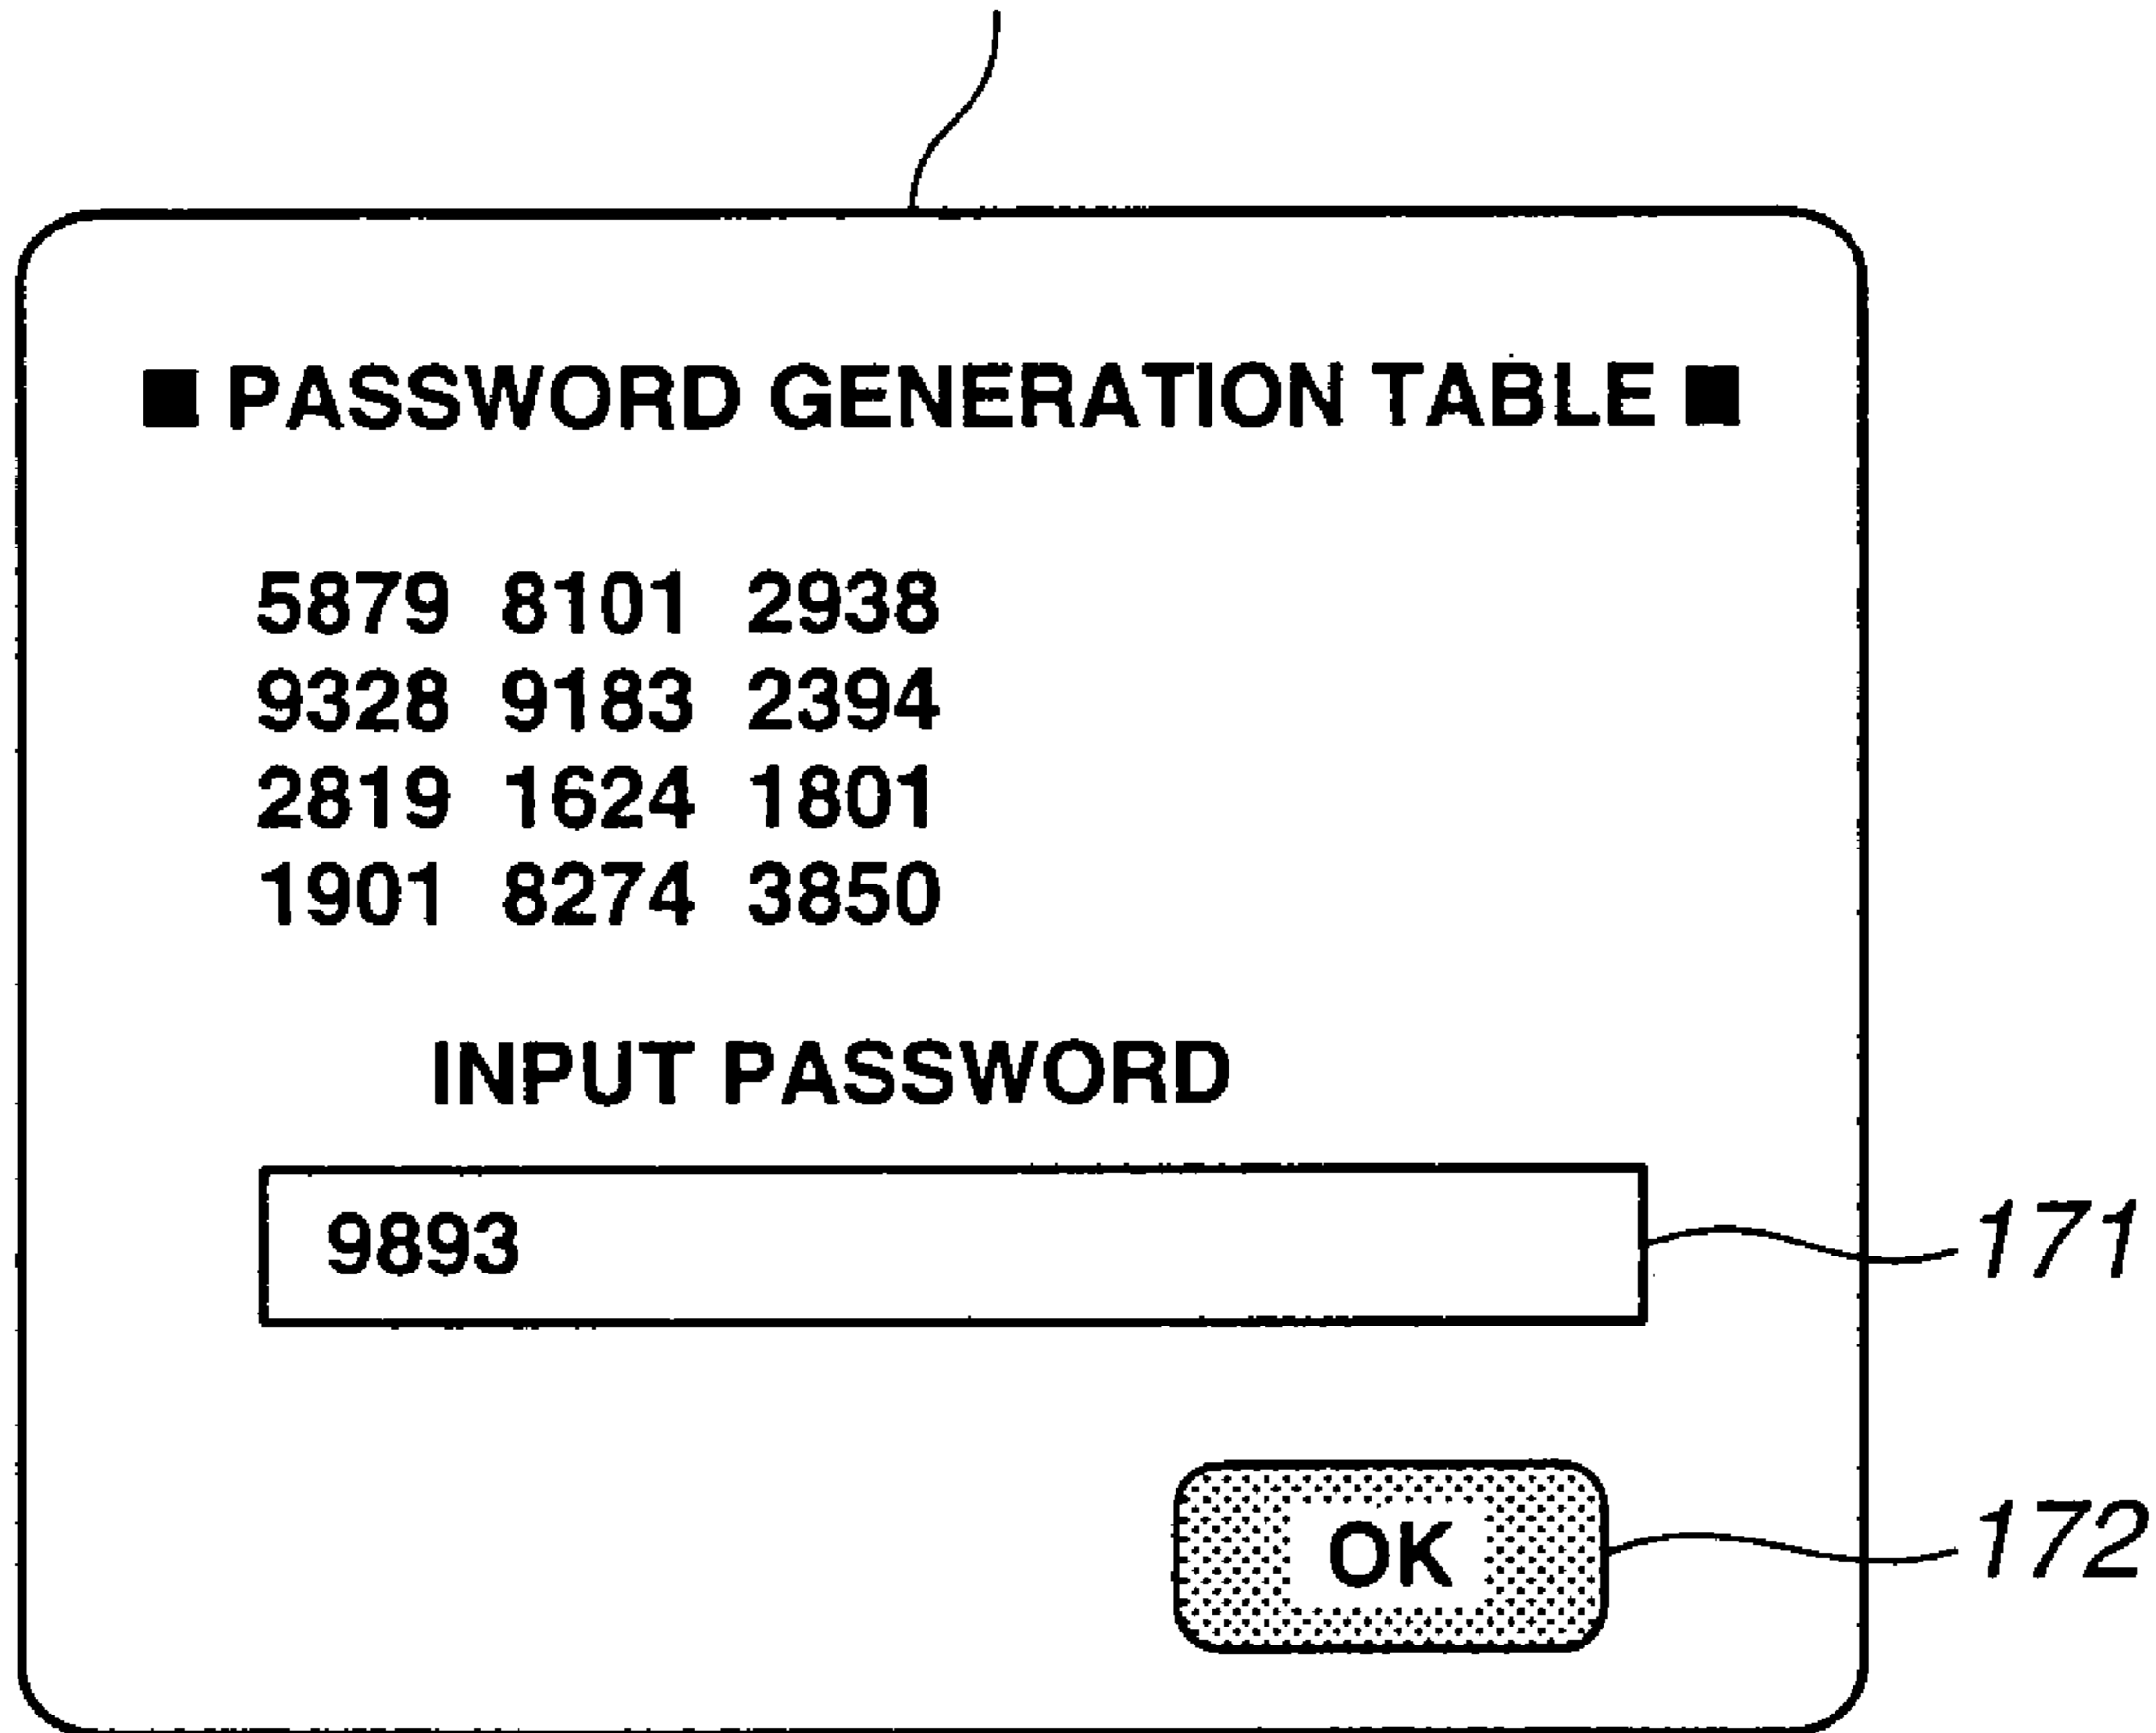 ■ PASSWORD GENERATION TABLE ■
5879 8101 2938
9328 9183 2394
2819 1624 1801
1901 8274 3850
INPUT PASSWORD
9893
171
OK
172